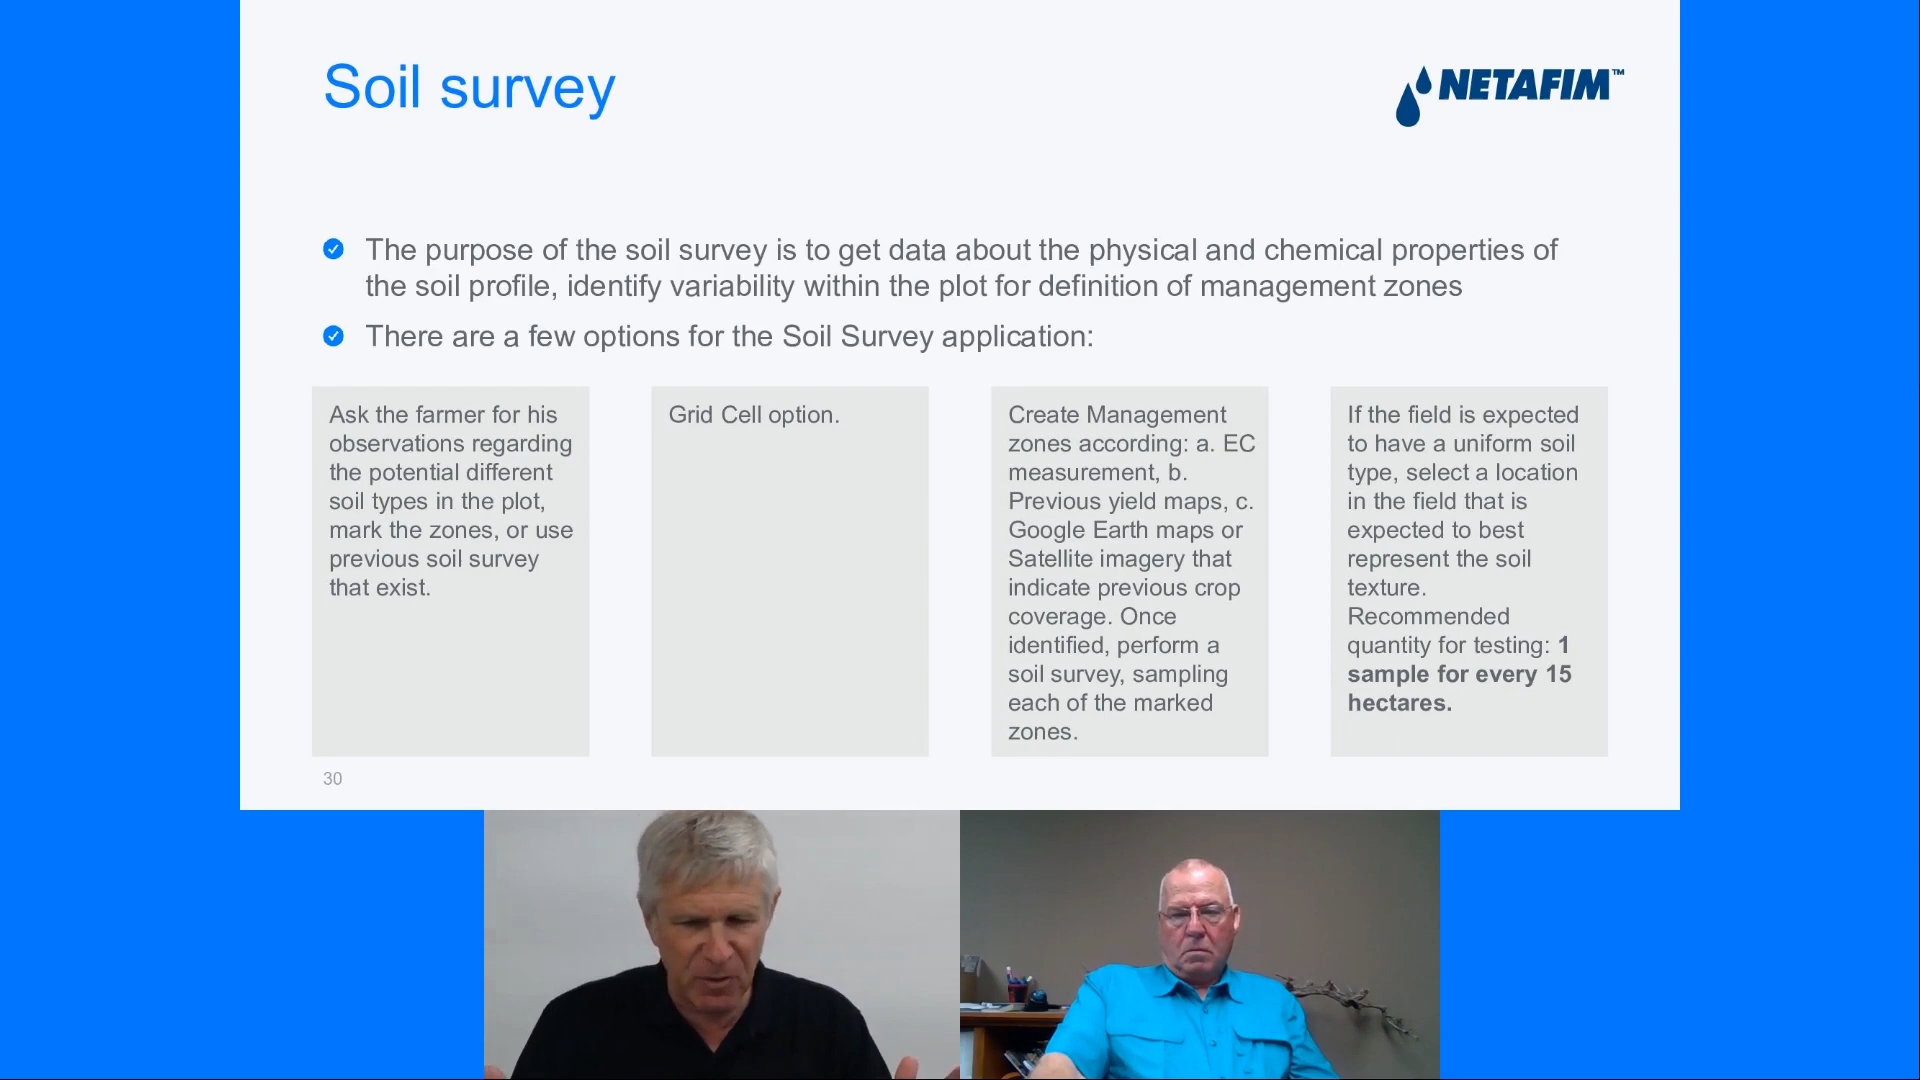 Soil survey
NETAFIM™
The purpose of the soil survey is to get data about the physical and chemical properties of
the soil profile, identify variability within the plot for definition of management zones
There are a few options for the Soil Survey application:
Ask the farmer for his
observations regarding
the potential different
soil types in the plot,
mark the zones, or use
previous soil survey
that exist.
Grid Cell option.
Create Management
zones according: a. EC
measurement, b.
Previous yield maps, c.
Google Earth maps or
Satellite imagery that
indicate previous crop
coverage. Once
identified, perform a
soil survey, sampling
each of the marked
zones.
If the field is expected
to have a uniform soil
type, select a location
in the field that is
expected to best
represent the soil
texture.
Recommended
quantity for testing: 1
sample for every 15
hectares.
30